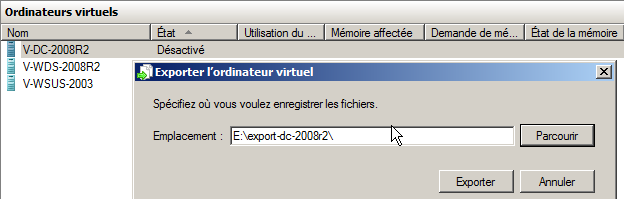 Ordinateurs virtuels
Nom État Utilisation du ... Mémoire affectée Demande de mé... État de la mémoire
V-DC-2008R2 Désactivé
V-WDS-2008R2
V-WSUS-2003
Exporter l'ordinateur virtuel
Spécifiez où vous voulez enregistrer les fichiers.
Emplacement : E:\export-dc-2008r2\ Parcourir
Exporter Annuler